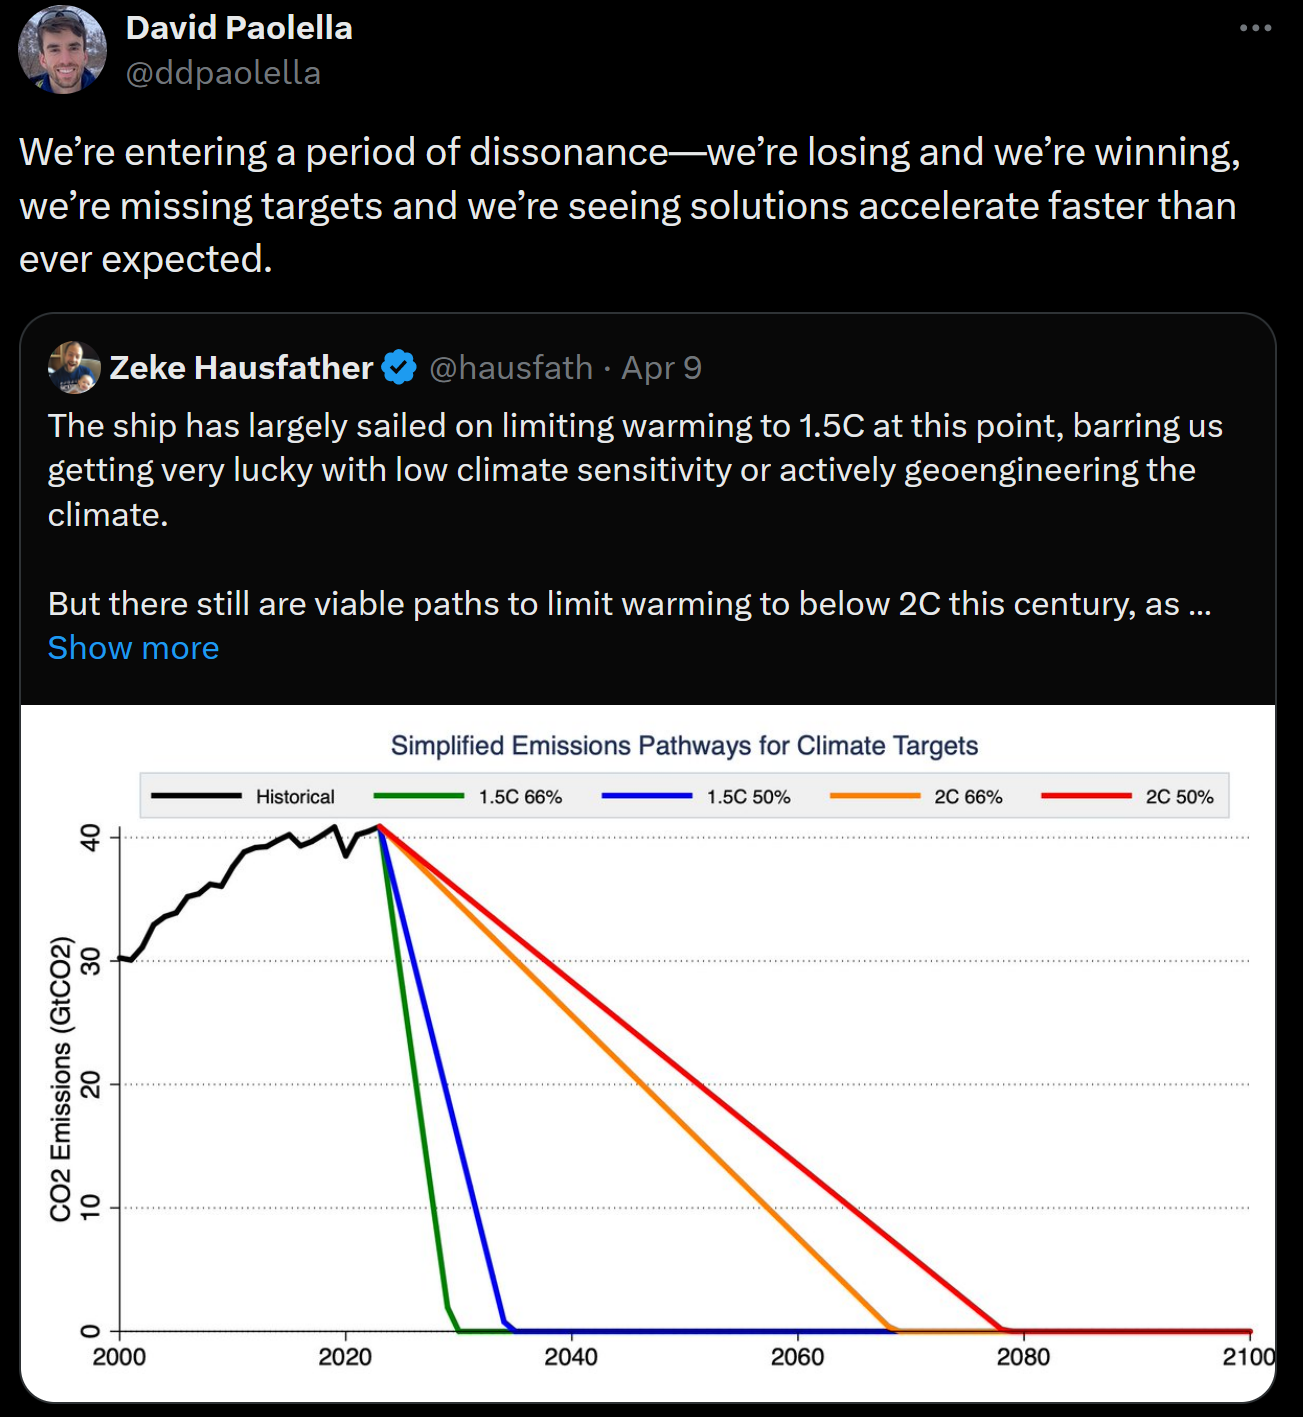 David Paolella
@ddpaolella
We’re entering a period of dissonance—we’re losing and we’re winning,
we’re missing targets and we’re seeing solutions accelerate faster than
ever expected.
Zeke Hausfather @hausfath · Apr 9
The ship has largely sailed on limiting warming to 1.5C at this point, barring us
getting very lucky with low climate sensitivity or actively geoengineering the
climate.
But there still are viable paths to limit warming to below 2C this century, as ...
Show more
Simplified Emissions Pathways for Climate Targets
Historical 1.5C 66% 1.5C 50% 2C 66% 2C 50%
CO2 Emissions (GtCO2)
40
30
20
10
0
2000 2020 2040 2060 2080 2100